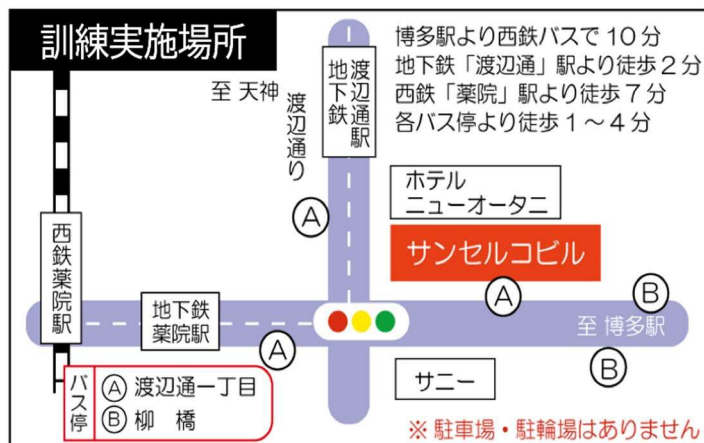 訓練実施場所
博多駅より西鉄バスで10分
地下鉄「渡辺通」駅より徒歩2分
西鉄「薬院」駅より徒歩7分
各バス停より徒歩1～4分
至 天神
渡辺通り
地下鉄
渡辺通駅
ホテル
ニューオータニ
Ⓐ
サンセルコビル
西鉄薬院駅
地下鉄
薬院駅
Ⓐ
Ⓐ
Ⓑ
至 博多駅
Ⓑ
サニー
バス停
Ⓐ 渡辺通一丁目
Ⓑ 柳 橋
※ 駐車場・駐輪場はありません